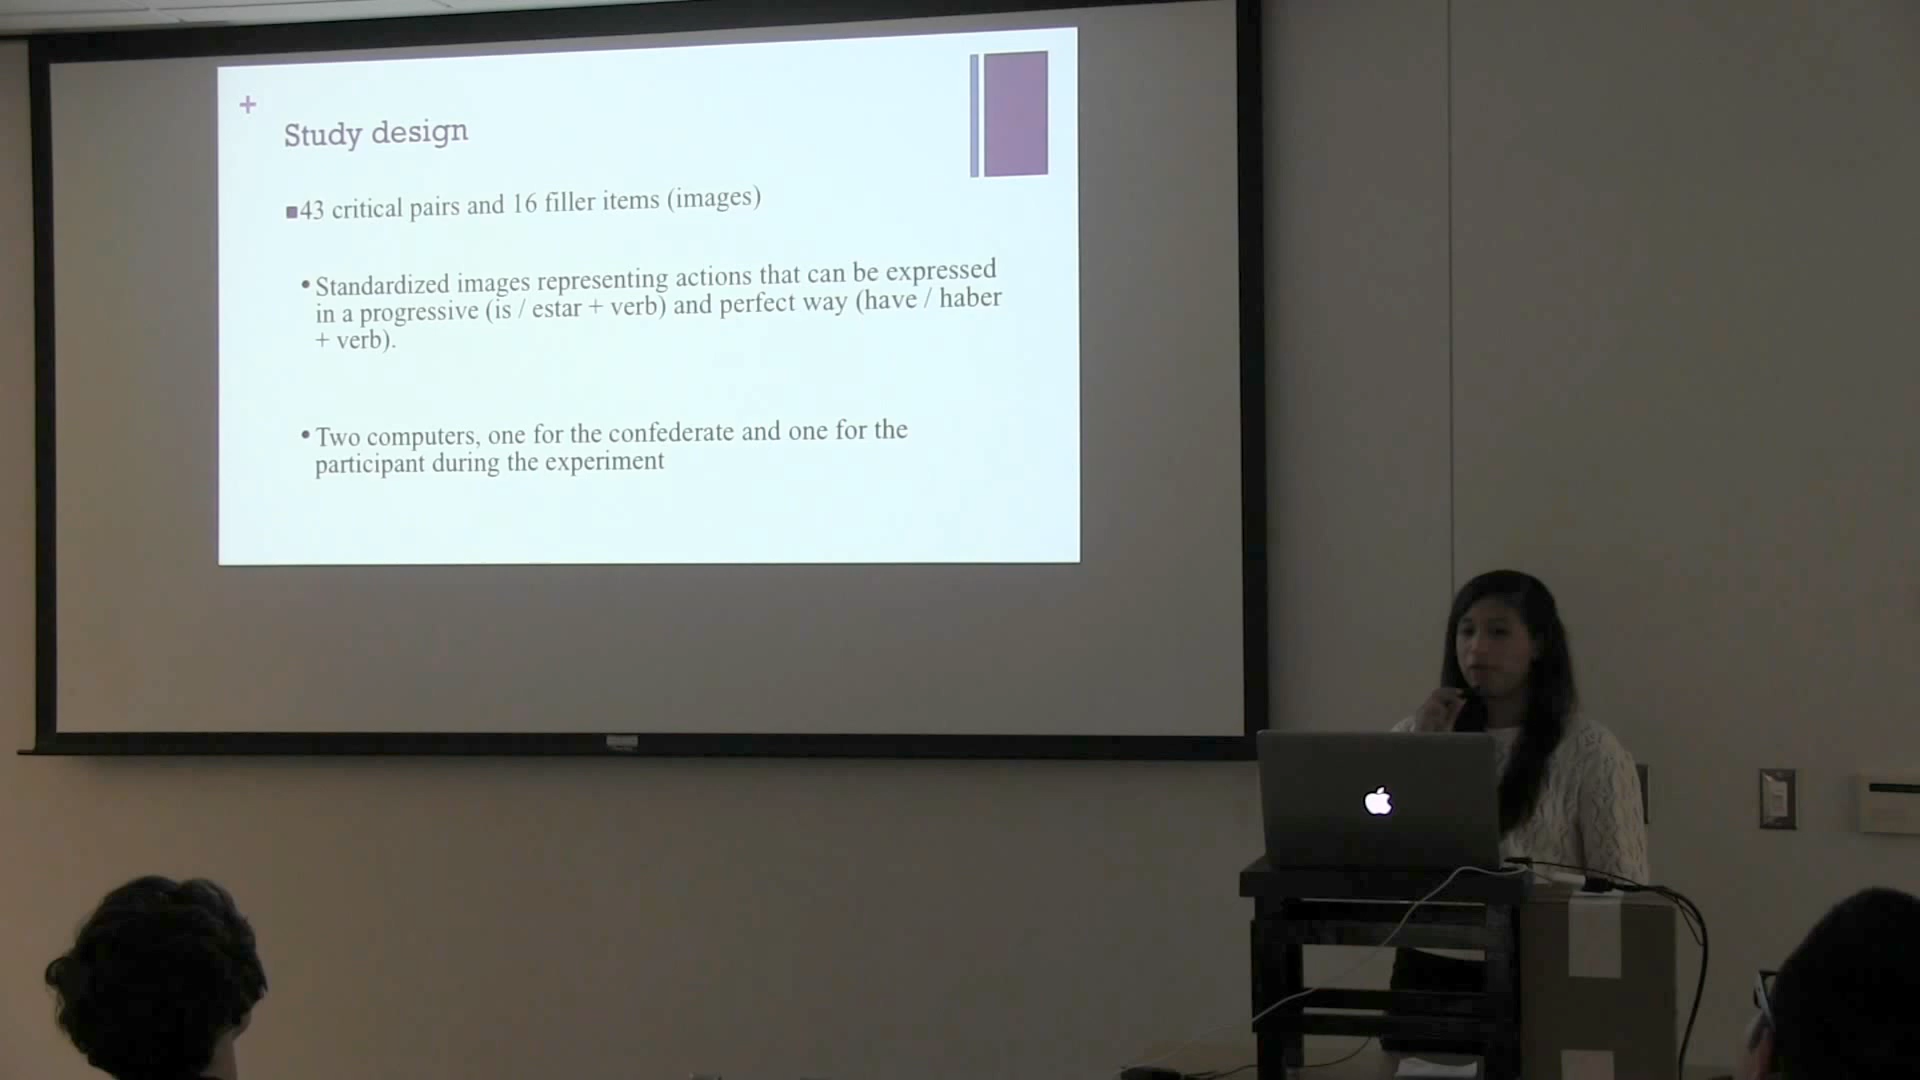 +
Study design
43 critical pairs and 16 filler items (images)
• Standardized images representing actions that can be expressed
in a progressive (is / estar + verb) and perfect way (have / haber
+ verb).
• Two computers, one for the confederate and one for the
participant during the experiment